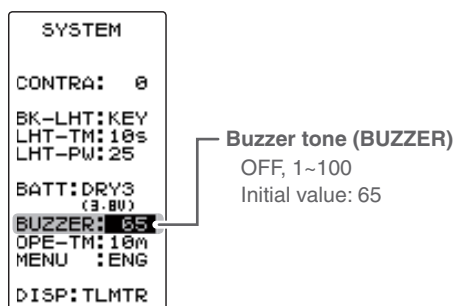 SYSTEM
CONTRA: 0
BK-LHT:KEY
LHT-TM:10s
LHT-PW:25
BATT:DRY3
(3.8V)
BUZZER: 65
OPE-TM:10m
MENU :ENG
DISP:TLMTR
Buzzer tone (BUZZER)
OFF, 1~100
Initial value: 65